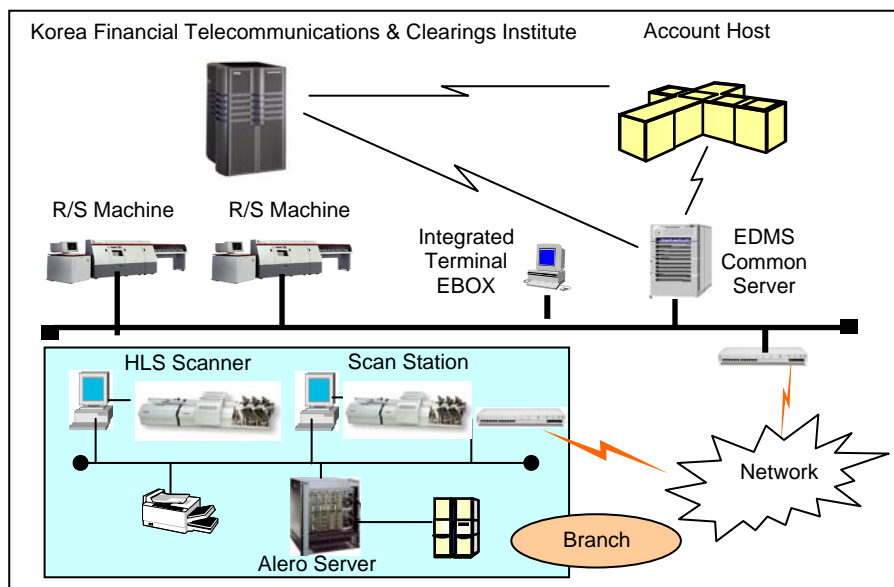 Korea Financial Telecommunications & Clearings Institute
Account Host
R/S Machine
R/S Machine
Integrated
Terminal
EBOX
EDMS
Common
Server
HLS Scanner
Scan Station
Network
Alero Server
Branch